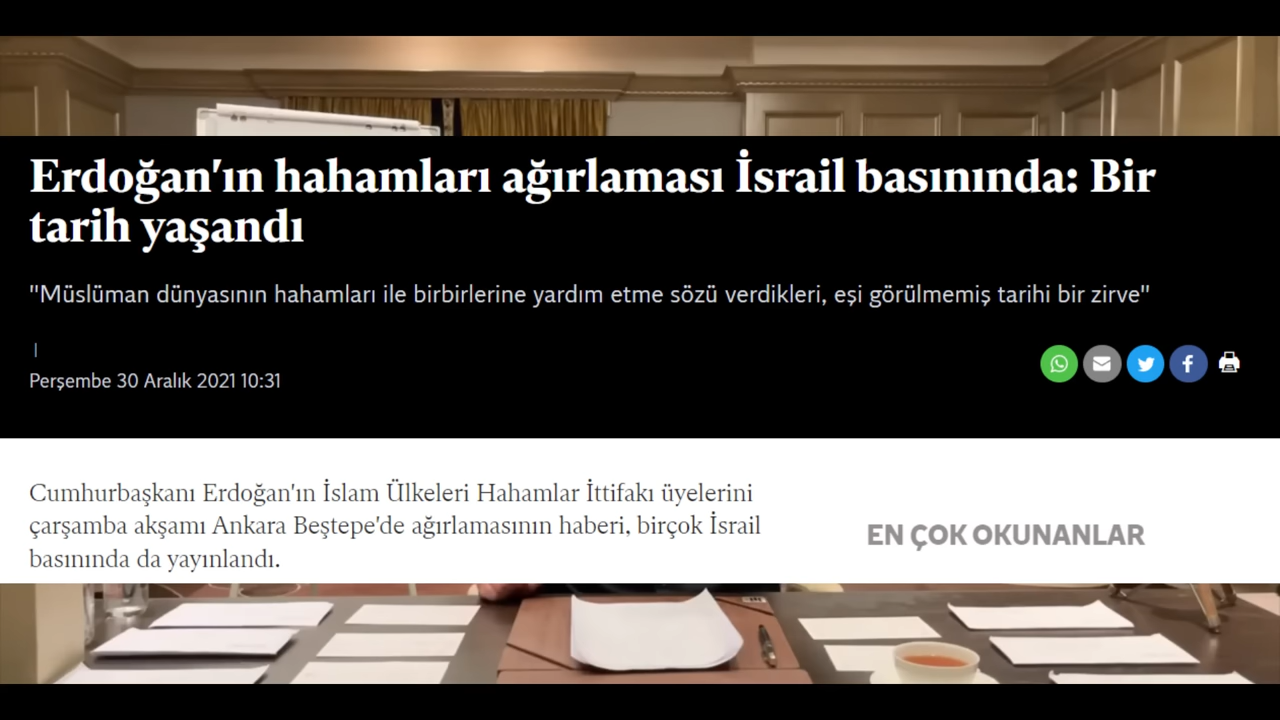 Erdoğan'ın hahamları ağırlaması İsrail basınında: Bir
tarih yaşandı
"Müslüman dünyasının hahamları ile birbirlerine yardım etme sözü verdikleri, eşi görülmemiş tarihi bir zirve"
|
Perşembe 30 Aralık 2021 10:31
Cumhurbaşkanı Erdoğan'ın İslam Ülkeleri Hahamlar İttifakı üyelerini
çarşamba akşamı Ankara Beştepe'de ağırlamasının haberi, birçok İsrail
basınında da yayınlandı.
EN ÇOK OKUNANLAR